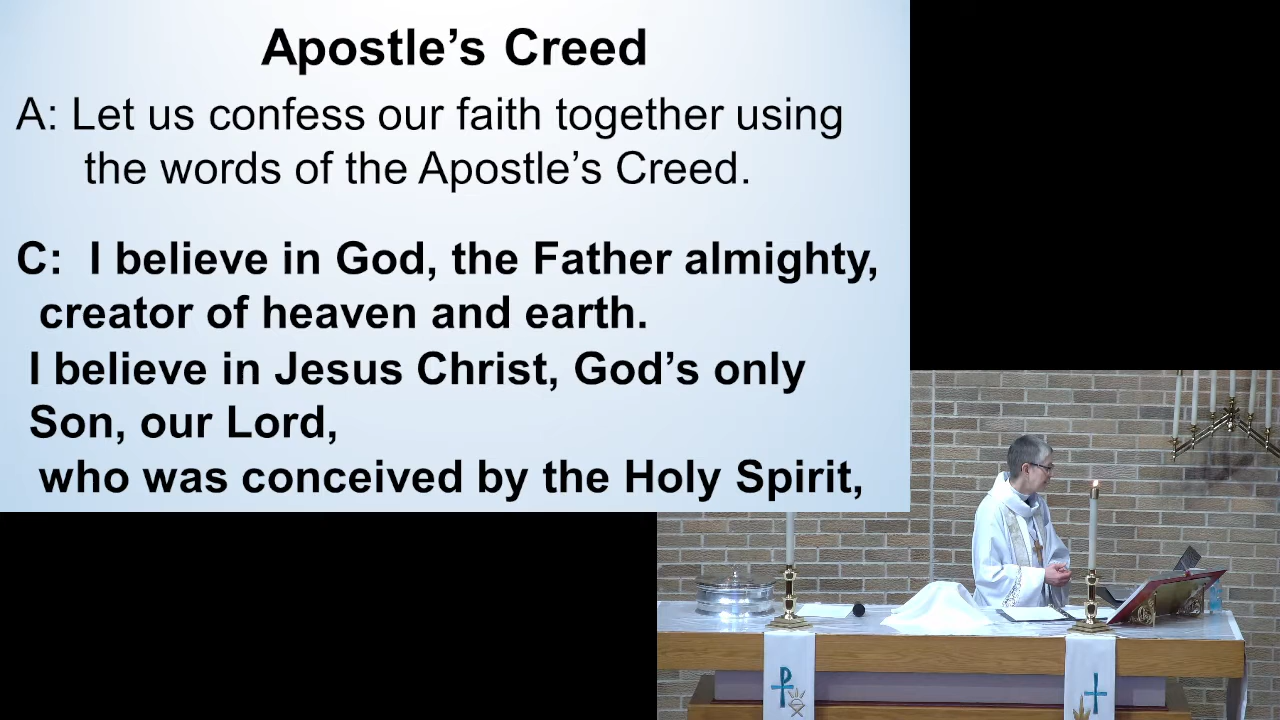 Apostle’s Creed
A: Let us confess our faith together using
the words of the Apostle’s Creed.
C: I believe in God, the Father almighty,
creator of heaven and earth.
I believe in Jesus Christ, God’s only
Son, our Lord,
who was conceived by the Holy Spirit,